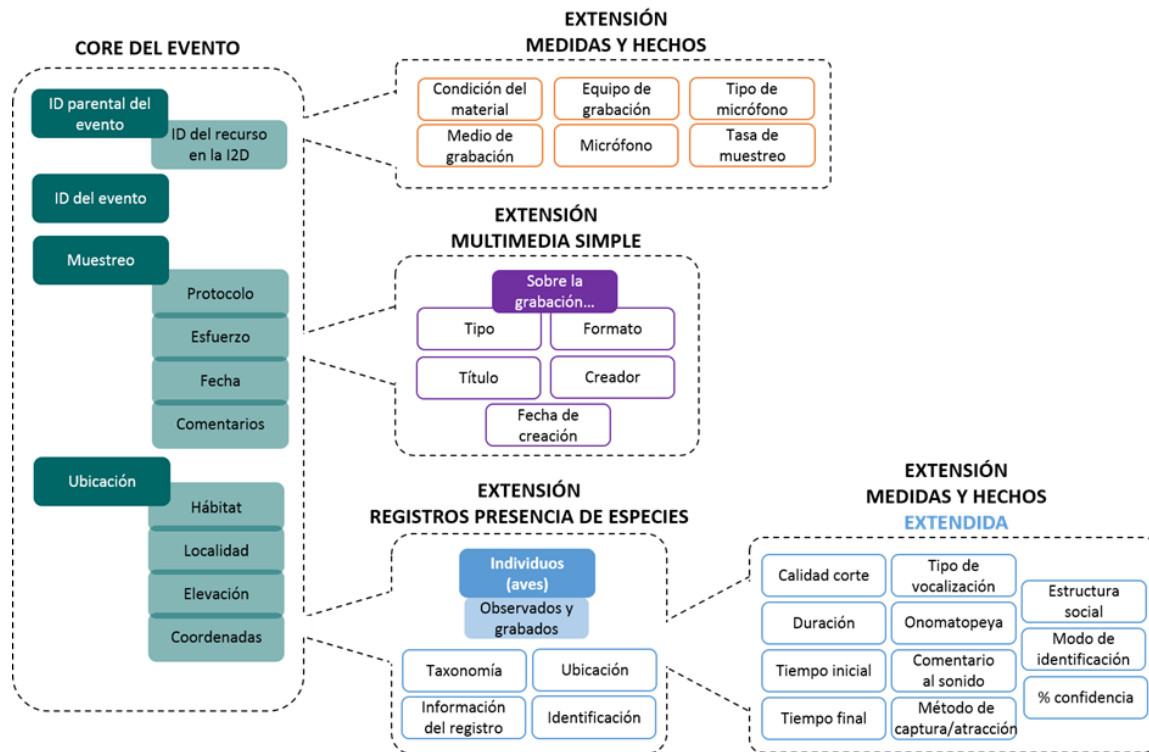 CORE DEL EVENTO
ID parental del
evento
ID del recurso
en la I2D
ID del evento
Muestreo
Protocolo
Esfuerzo
Fecha
Comentarios
Ubicación
Hábitat
Localidad
Elevación
Coordenadas
EXTENSIÓN
MEDIDAS Y HECHOS
Condición del
material
Equipo de
grabación
Tipo de
micrófono
Medio de
grabación
Micrófono
Tasa de
muestreo
EXTENSIÓN
MULTIMEDIA SIMPLE
Sobre la
grabación...
Tipo
Formato
Título
Creador
Fecha de
creación
EXTENSIÓN
REGISTROS PRESENCIA DE ESPECIES
Individuos
(aves)
Observados y
grabados
Taxonomía
Ubicación
Información
del registro
Identificación
EXTENSIÓN
MEDIDAS Y HECHOS
EXTENDIDA
Calidad corte
Duración
Tiempo inicial
Tiempo final
Tipo de
vocalización
Onomatopeya
Comentario
al sonido
Método de
captura/atracción
Estructura
social
Modo de
identificación
% confidencia